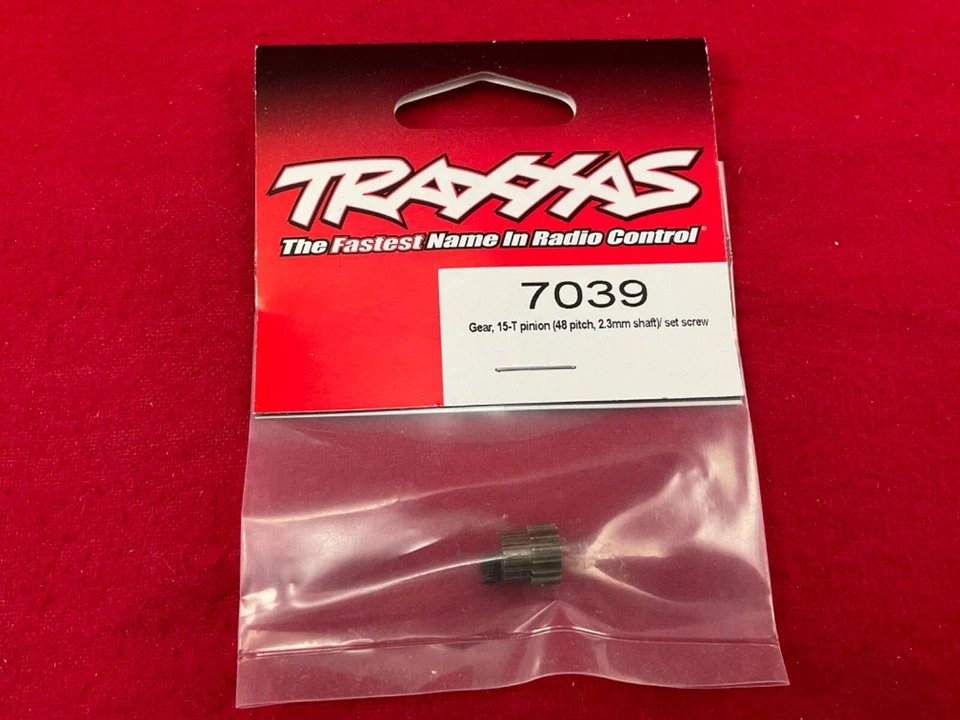 TRAXXAS
The Fastest Name In Radio Control
7039
Gear, 15-T pinion (48 pitch, 2.3mm shaft)/ set screw